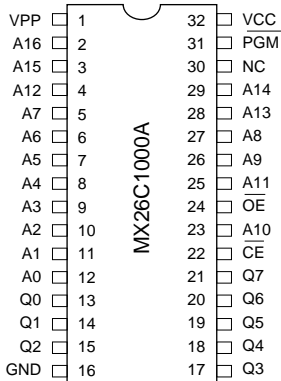 VPP 1 32 VCC
A16 2 31 PGM
A15 3 30 NC
A12 4 29 A14
A7 5 28 A13
A6 6 27 A8
A5 7 26 A9
A4 8 25 A11
A3 9 24 OE
A2 10 23 A10
A1 11 22 CE
A0 12 21 Q7
Q0 13 20 Q6
Q1 14 19 Q5
Q2 15 18 Q4
GND 16 17 Q3
MX26C1000A